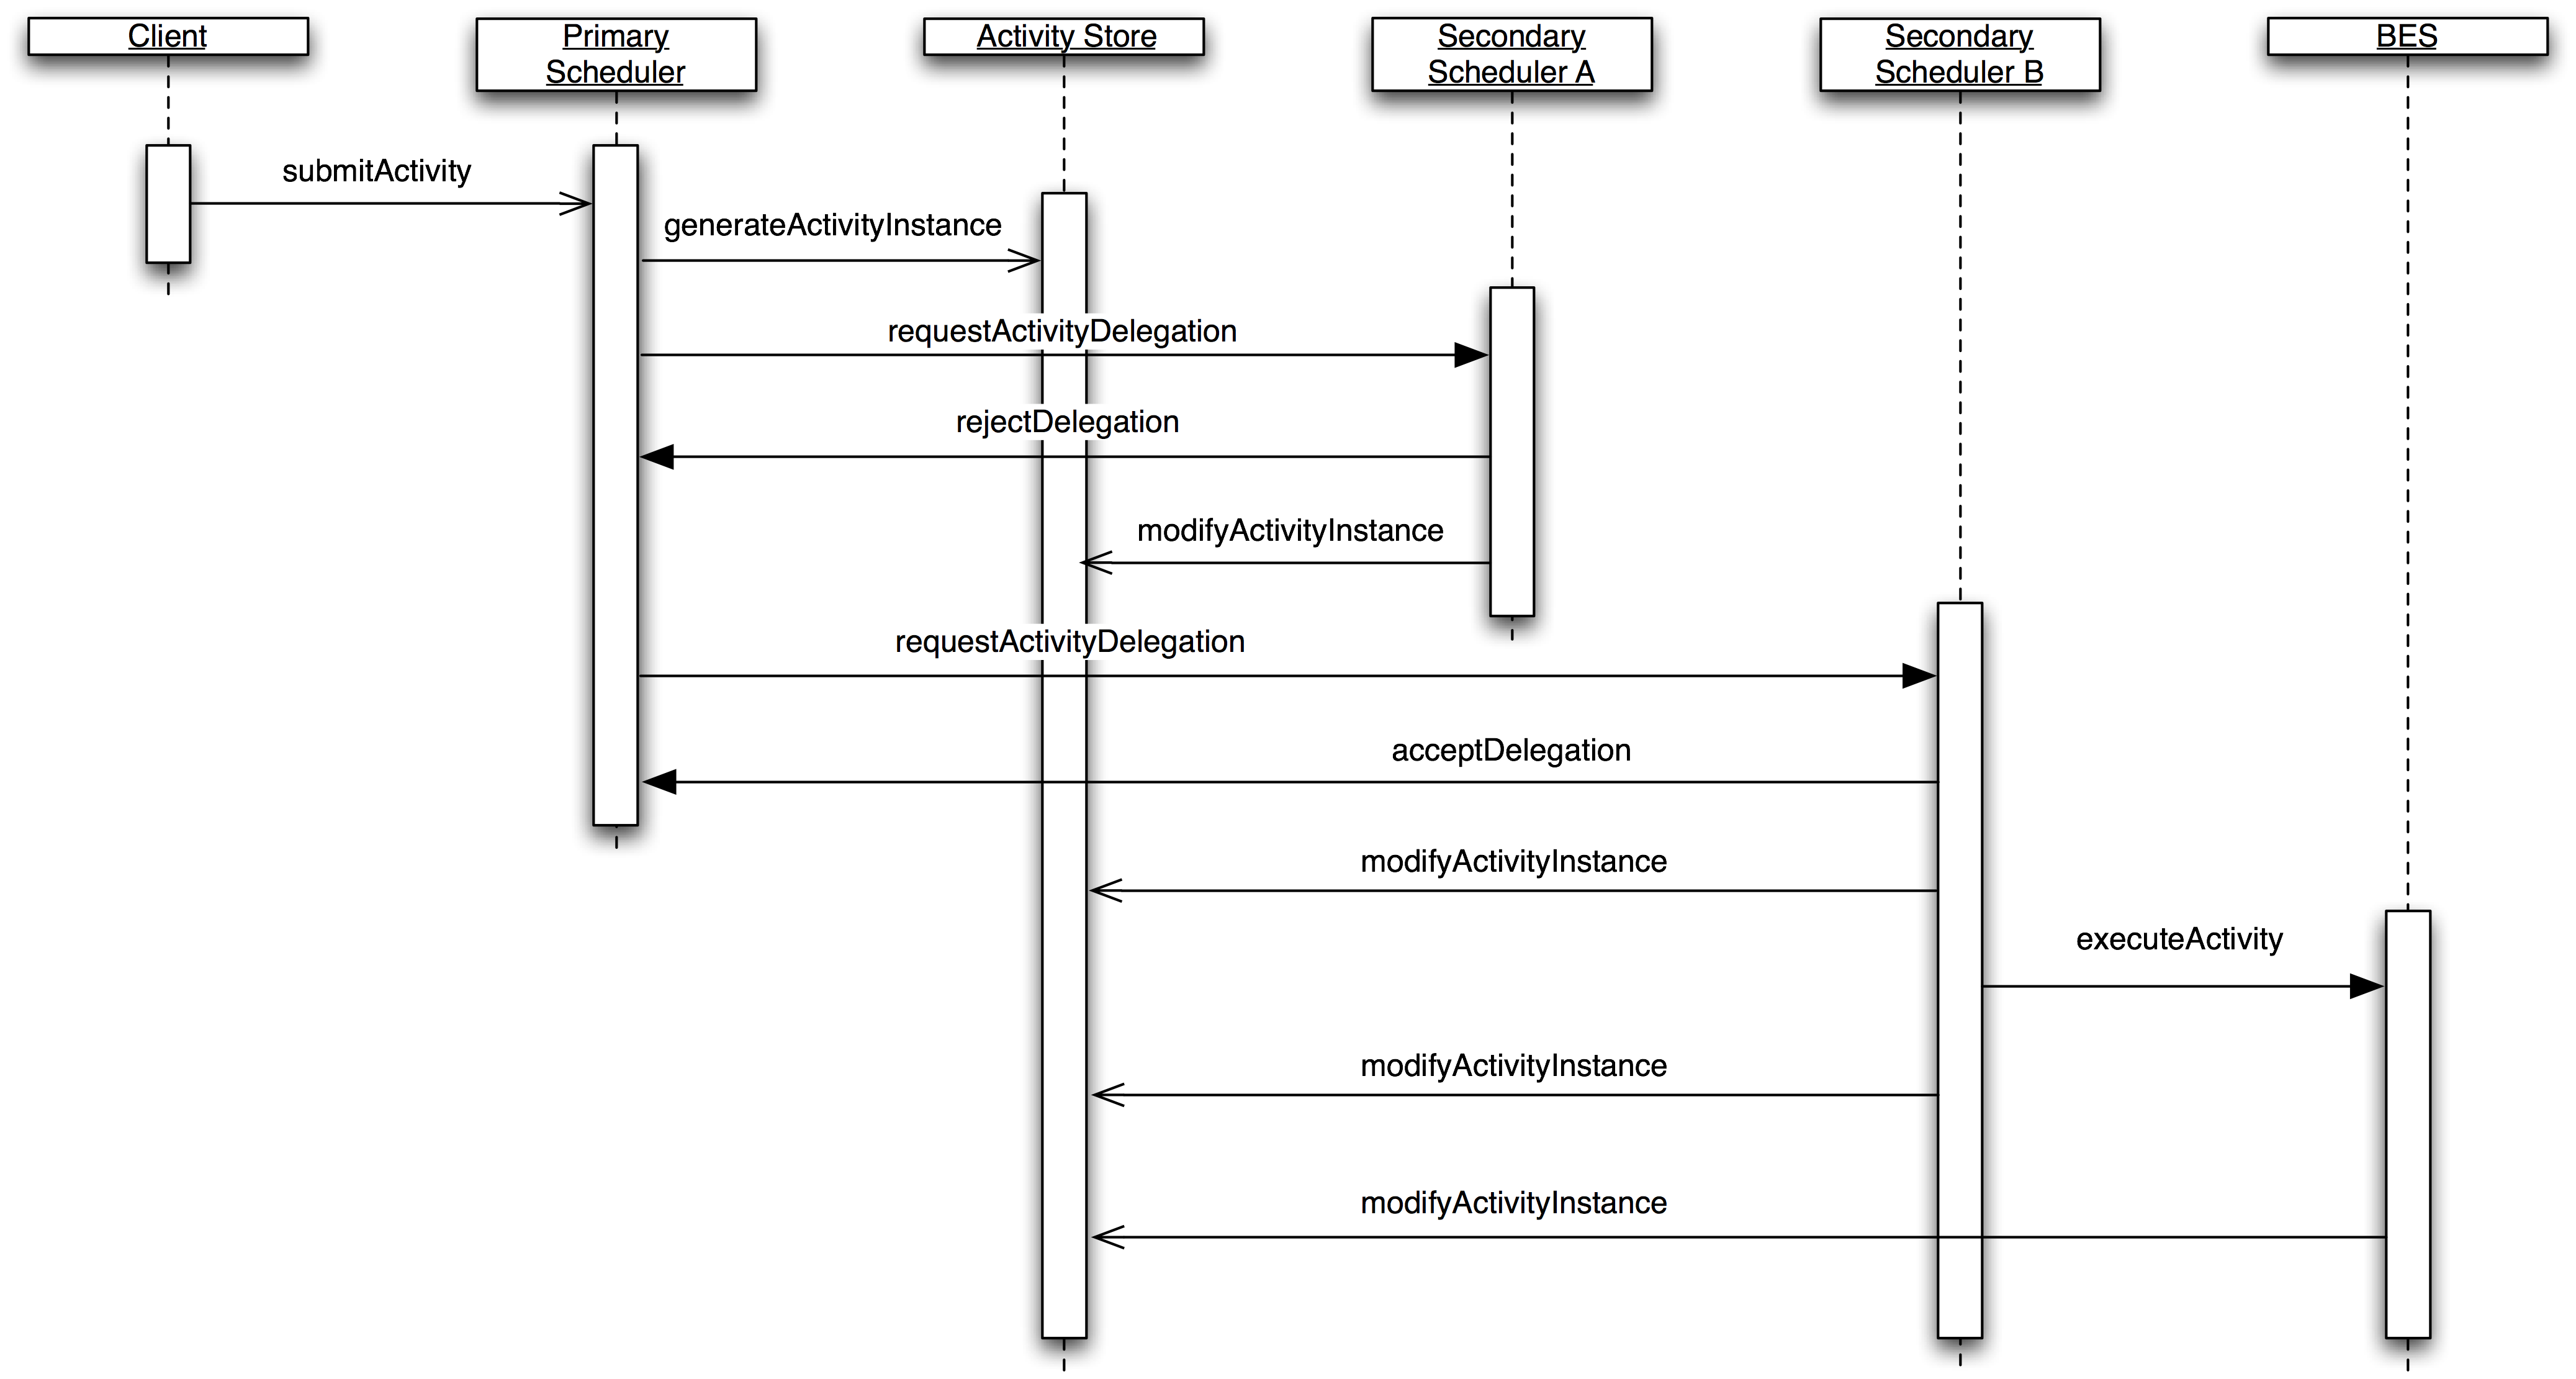 Client
Primary
Scheduler
Activity Store
Secondary
Scheduler A
Secondary
Scheduler B
BES
submitActivity
generateActivityInstance
requestActivityDelegation
rejectDelegation
modifyActivityInstance
requestActivityDelegation
acceptDelegation
modifyActivityInstance
executeActivity
modifyActivityInstance
modifyActivityInstance